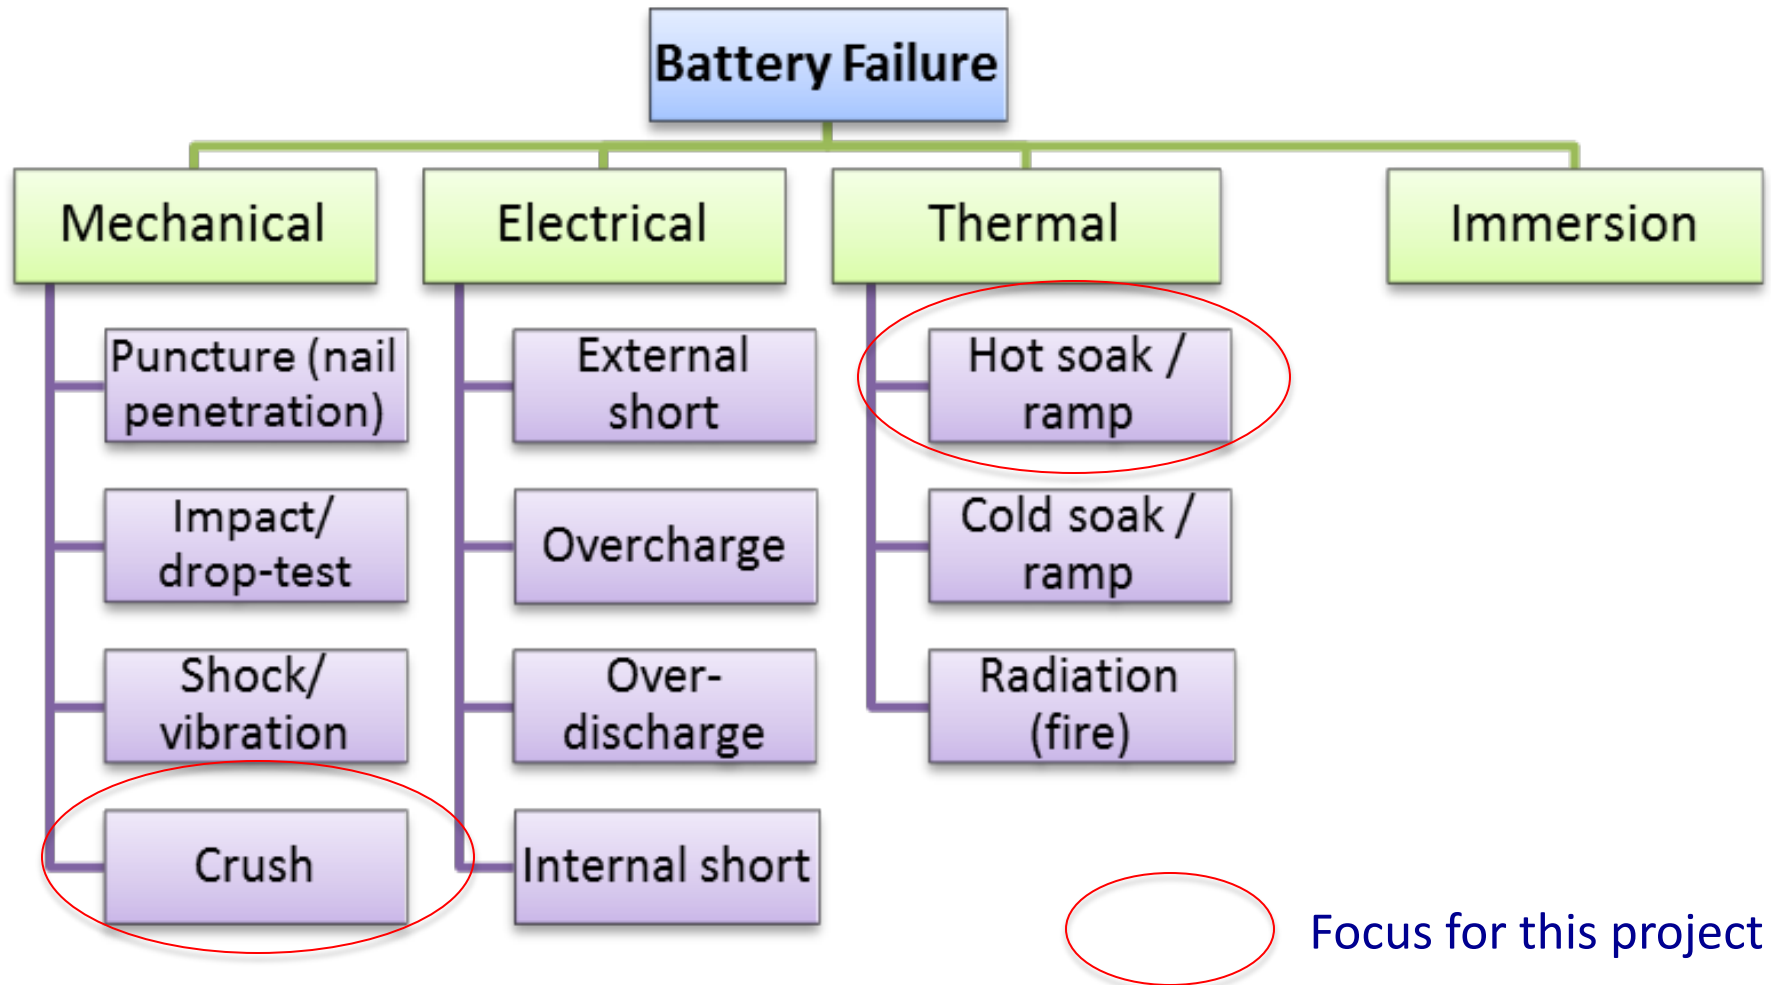 Battery Failure
Mechanical
Electrical
Thermal
Immersion
Puncture (nail
penetration)
Impact/
drop-test
Shock/
vibration
Crush
External
short
Overcharge
Over-
discharge
Internal short
Hot soak /
ramp
Cold soak /
ramp
Radiation
(fire)
Focus for this project